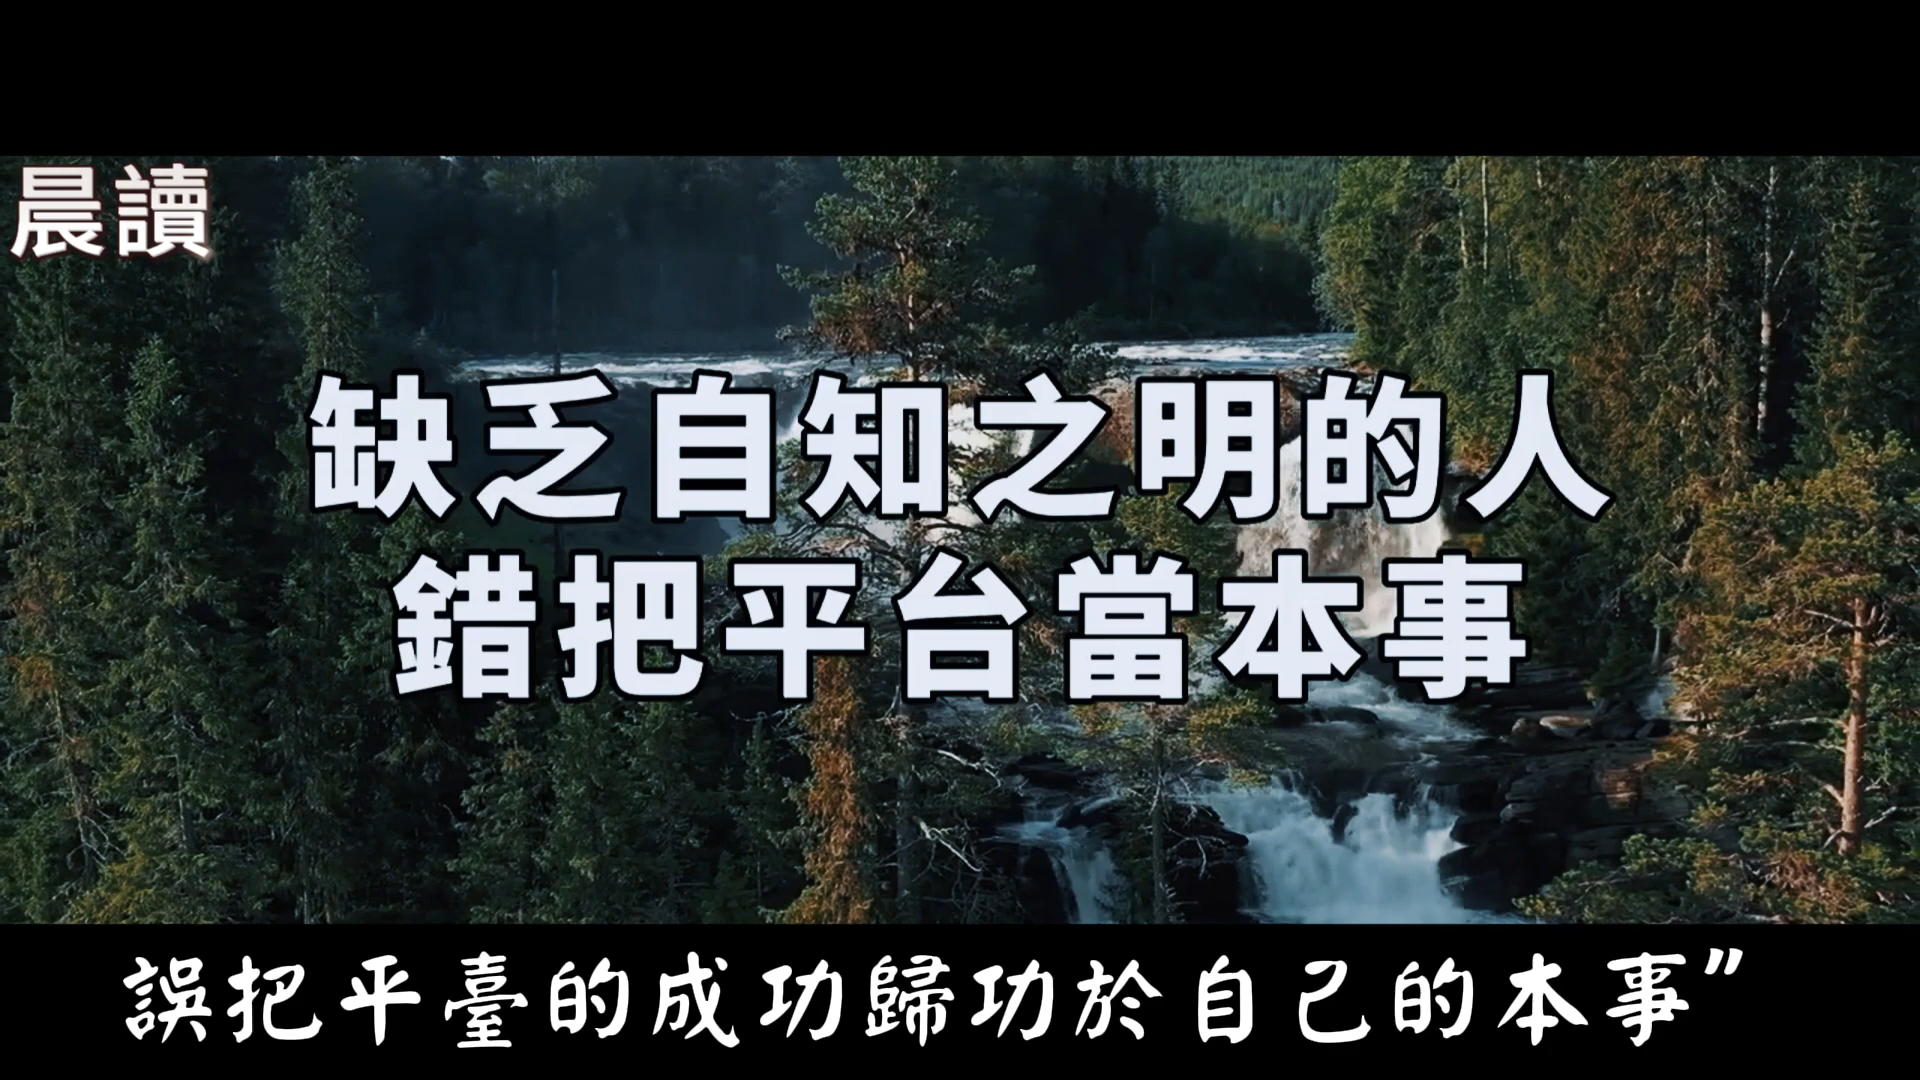 晨讀
缺乏自知之明的人
錯把平台當本事
誤把平臺的成功歸功於自己的本事”